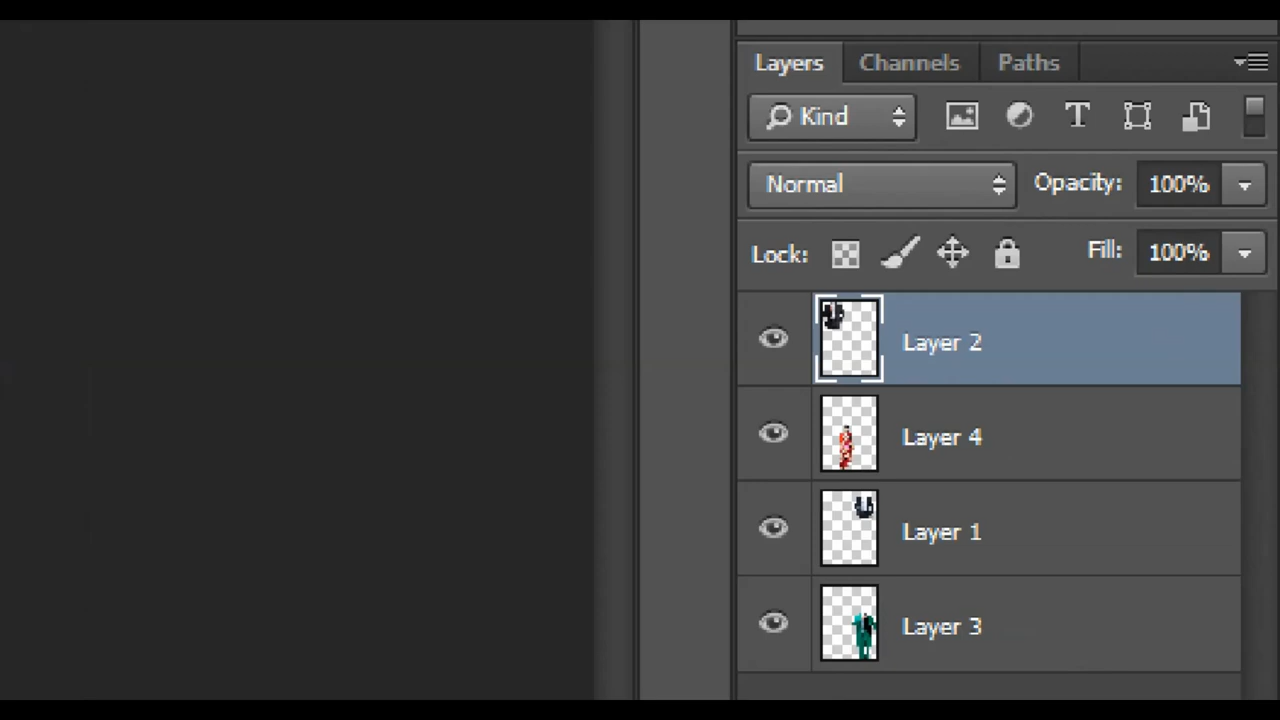 Layers Channels Paths
Kind
Normal Opacity: 100%
Lock: Fill: 100%
Layer 2
Layer 4
Layer 1
Layer 3